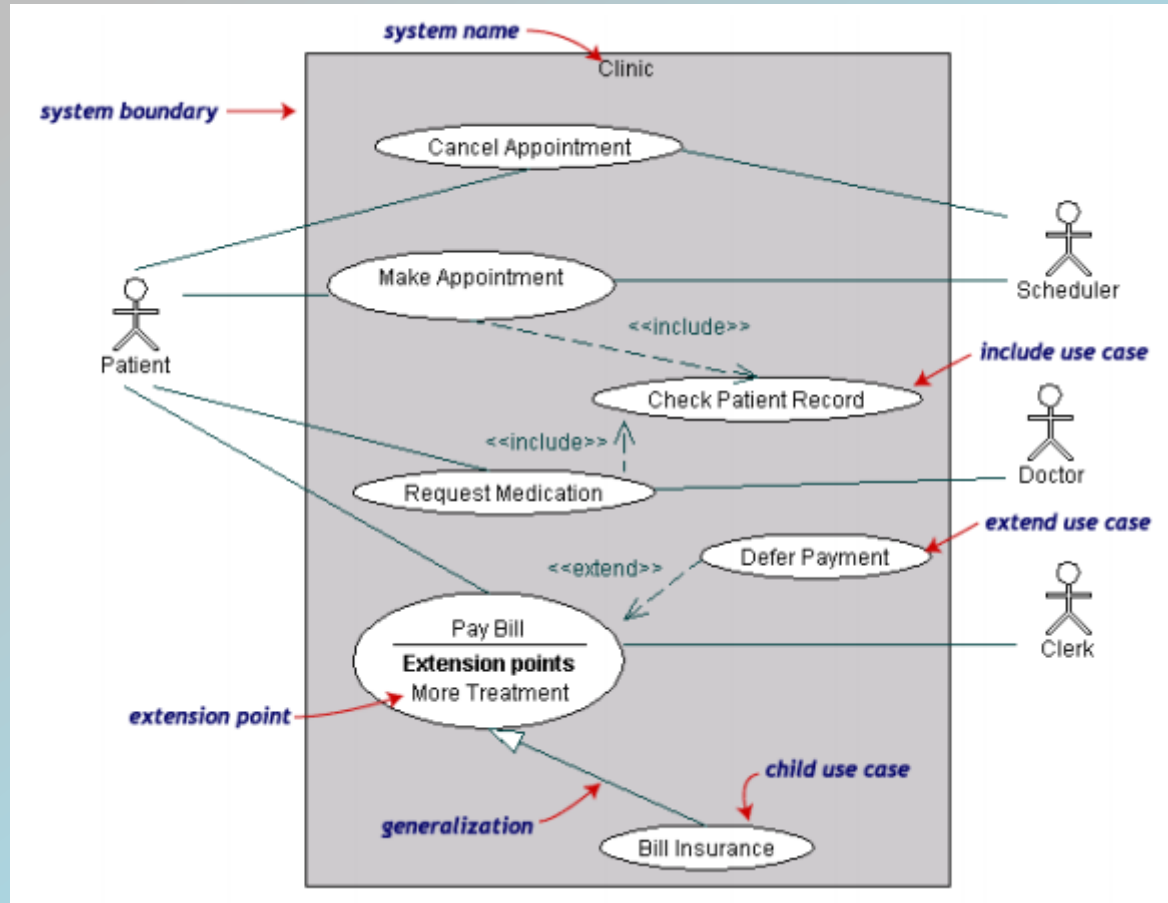 system name
Clinic
system boundary
Cancel Appointment
Make Appointment
Scheduler
<<include>>
include use case
Patient
Check Patient Record
<<include>>
Doctor
Request Medication
extend use case
Defer Payment
<<extend>>
Pay Bill
Clerk
Extension points
More Treatment
extension point
child use case
generalization
Bill Insurance